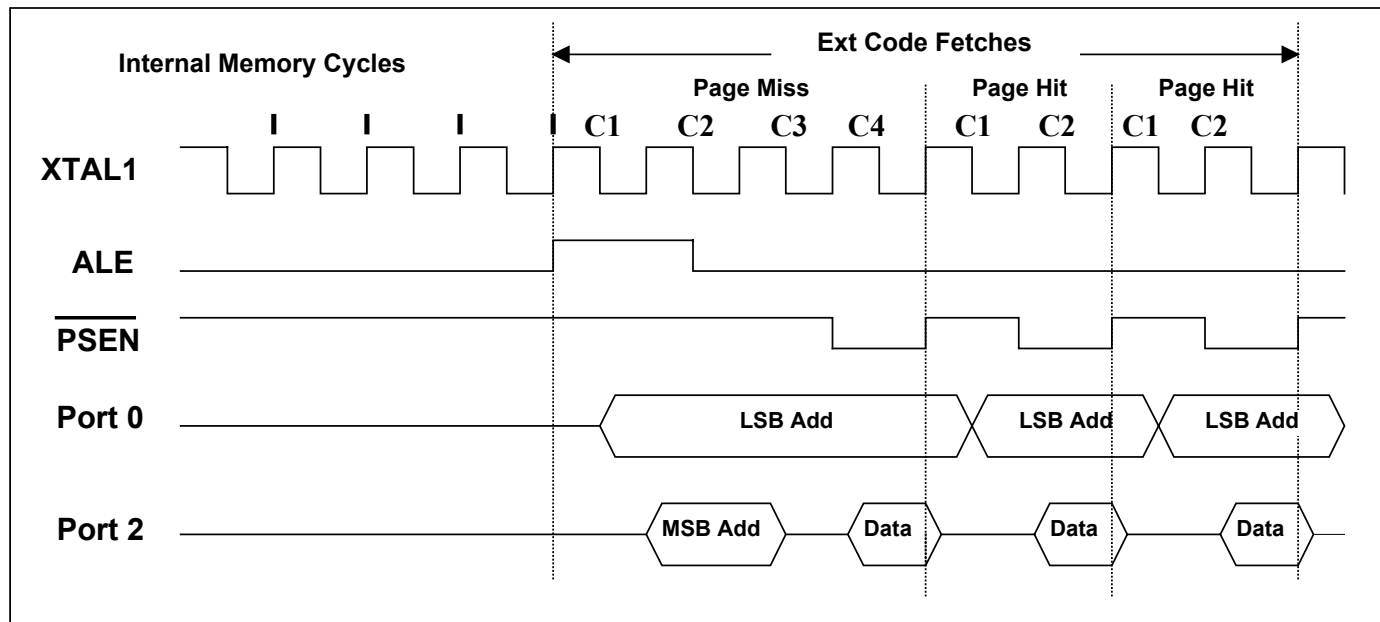 Ext Code Fetches
Internal Memory Cycles
Page Miss Page Hit Page Hit
C1 C2 C3 C4 C1 C2 C1 C2
XTAL1
ALE
PSEN
Port 0 LSB Add LSB Add LSB Add
Port 2 MSB Add Data Data Data